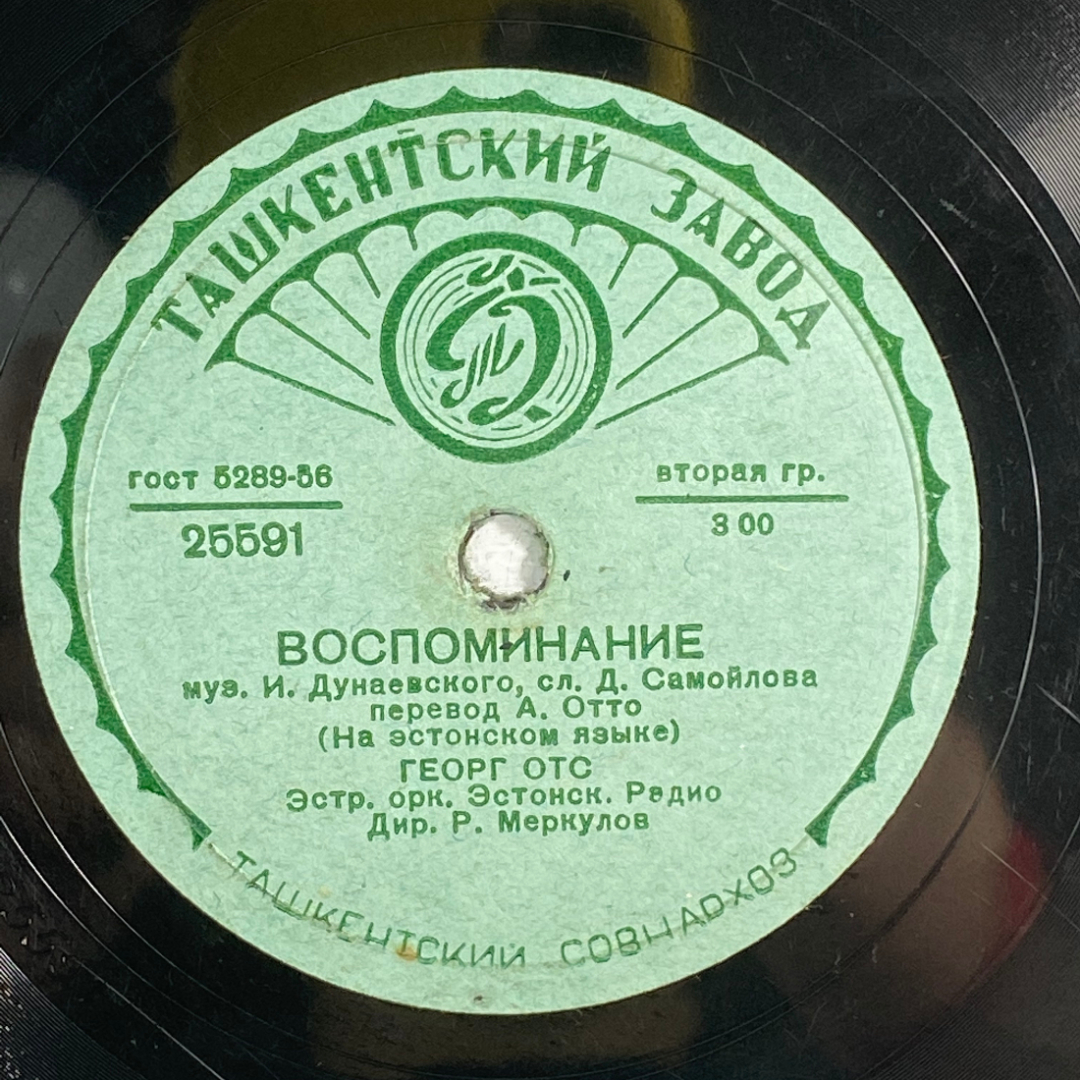 ТАШКЕНТСКИЙ ЗАВОД
гост 5289-56
25591
вторая гр.
3 00
ВОСПОМИНАНИЕ
муз. И. Дунаевского, сл. Д. Самойлова
перевод А. Отто
(На эстонском языке)
ГЕОРГ ОТС
Эстр. орк. Эстонск. Радио
Дир. Р. Меркулов
ТАШКЕНТСКИЙ СОВНАРХОЗ